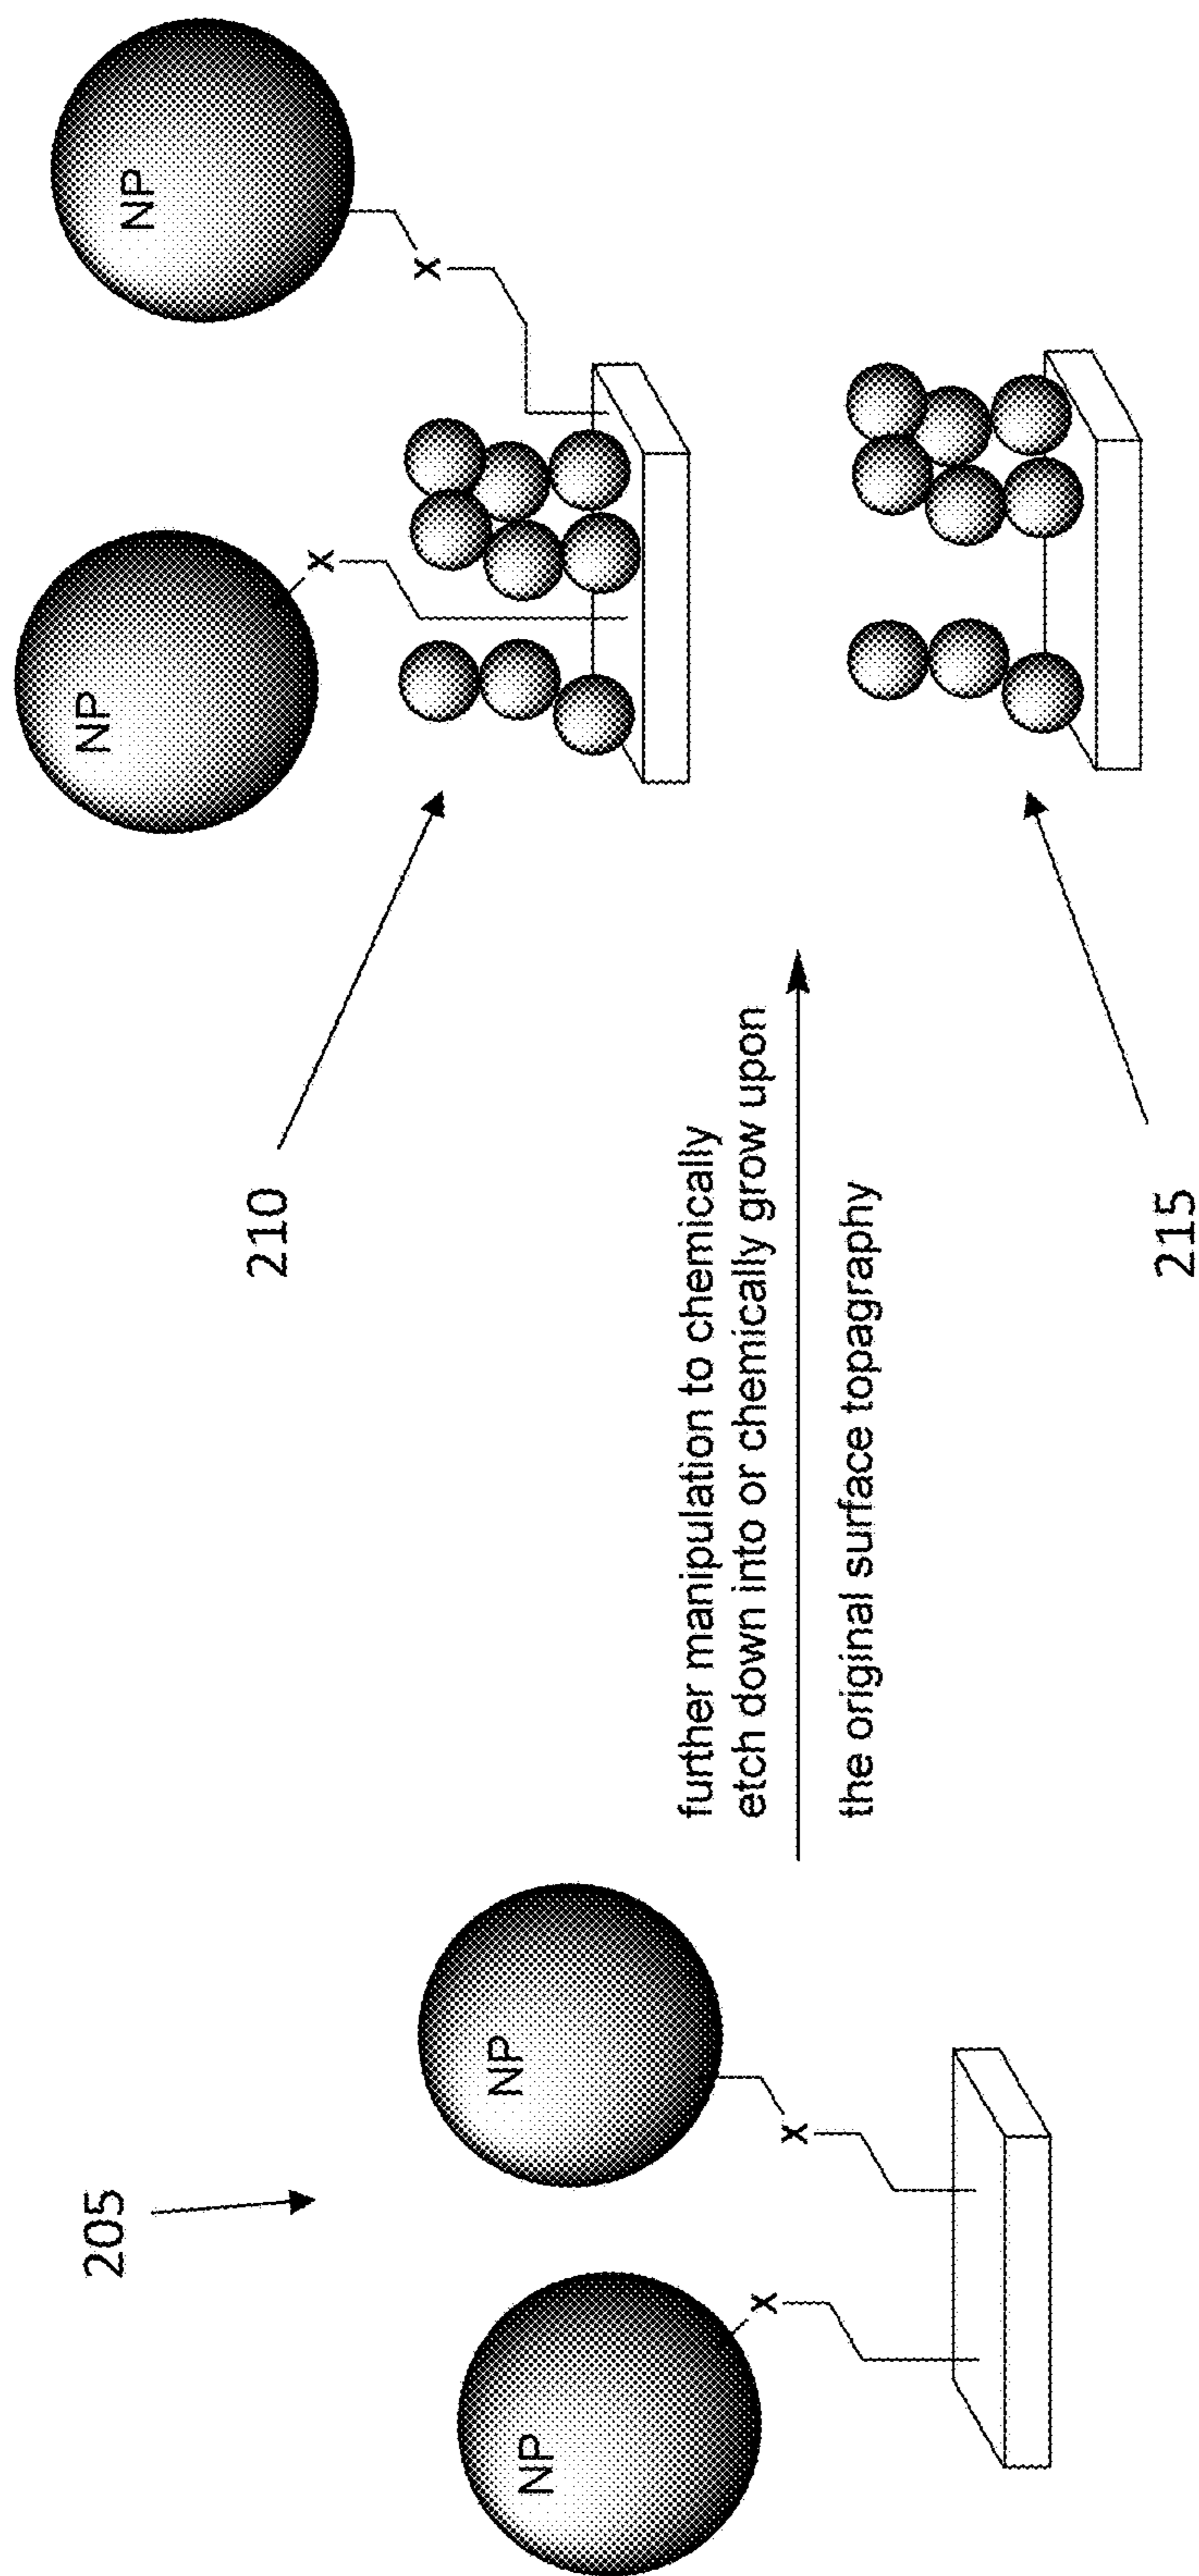 205
NP
NP
further manipulation to chemically
etch down into or chemically grow upon
the original surface topagraphy
210
NP
NP
x
x
x
x
215